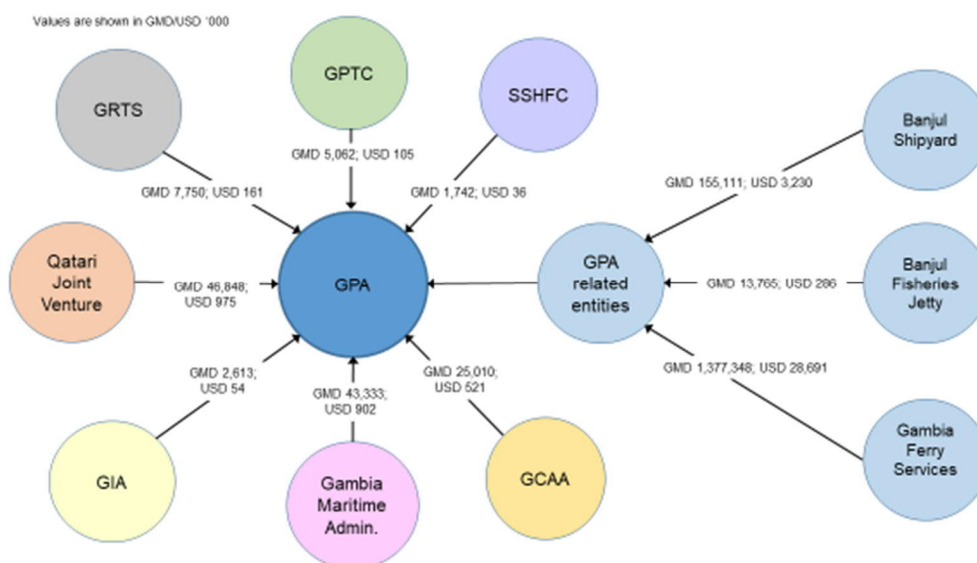 Values are shown in GMD/USD '000
GRTS
GPTC
SSHFC
Banjul
Shipyard
GMD 5,062; USD 105
GMD 7,750; USD 161
GMD 1,742; USD 36
GMD 155,111; USD 3,230
Qatari
Joint
Venture
GMD 46,848;
USD 975
GPA
GPA
related
entities
GMD 13,765; USD 286
Banjul
Fisheries
Jetty
GMD 2,613;
USD 54
GMD 43,333;
USD 902
GMD 25,010;
USD 521
GMD 1,377,348; USD 28,691
GIA
Gambia
Maritime
Admin.
GCAA
Gambia
Ferry
Services